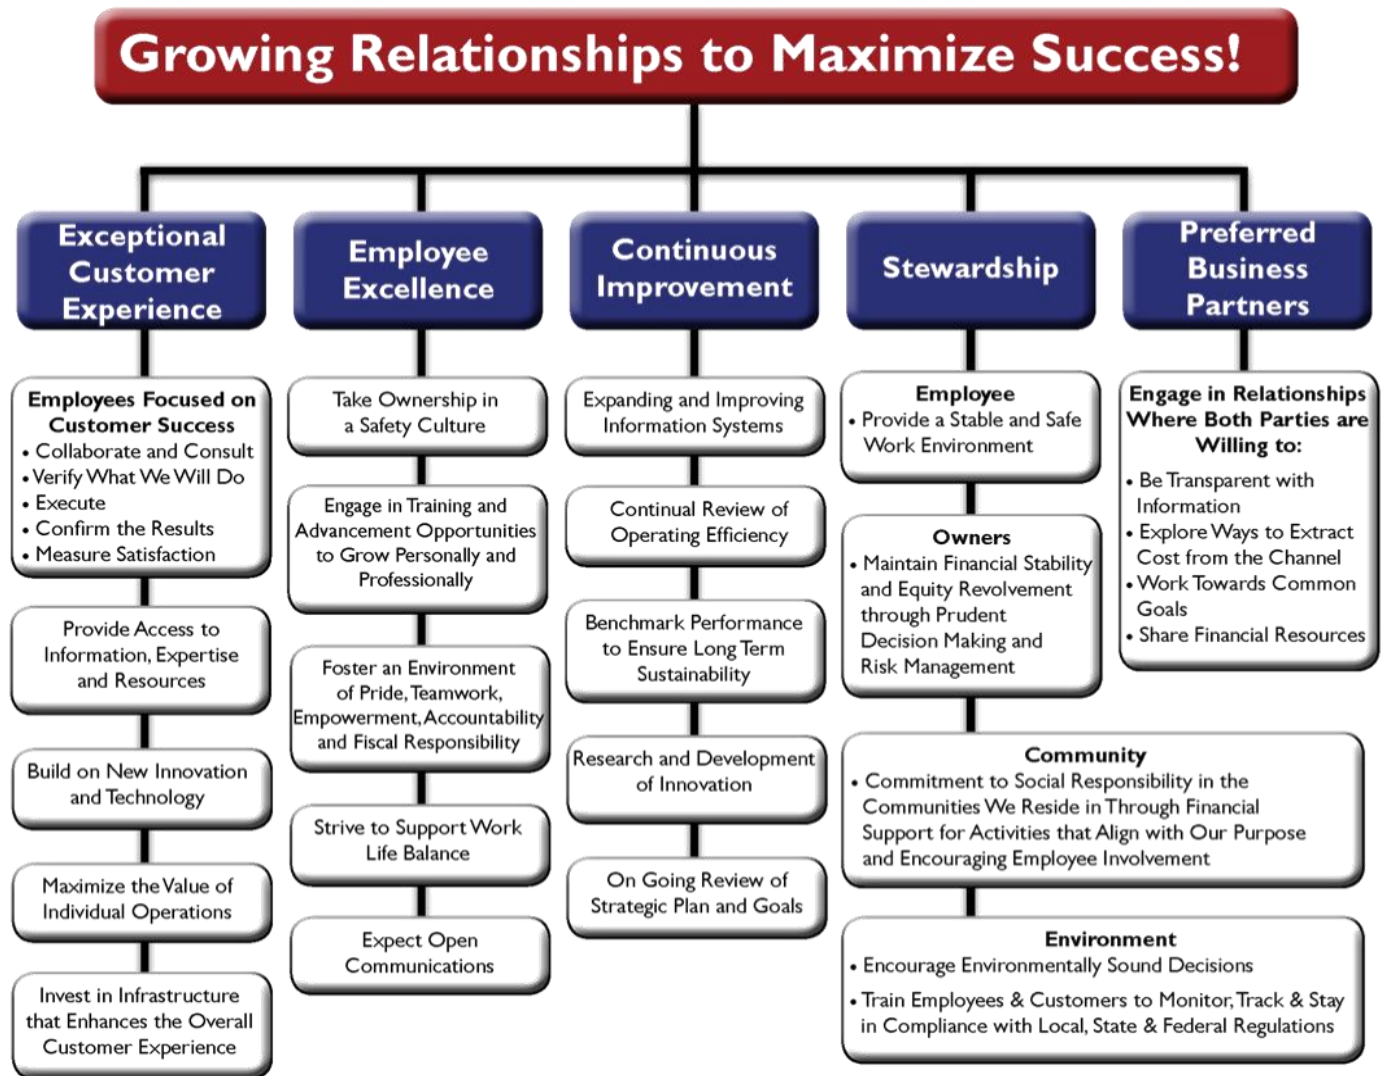 Growing Relationships to Maximize Success!
Exceptional
Customer
Experience
Employees Focused on
Customer Success
• Collaborate and Consult
• Verify What We Will Do
• Execute
• Confirm the Results
• Measure Satisfaction
Provide Access to
Information, Expertise
and Resources
Build on New Innovation
and Technology
Maximize the Value of
Individual Operations
Invest in Infrastructure
that Enhances the Overall
Customer Experience
Employee
Excellence
Take Ownership in
a Safety Culture
Engage in Training and
Advancement Opportunities
to Grow Personally and
Professionally
Foster an Environment
of Pride, Teamwork,
Empowerment, Accountability
and Fiscal Responsibility
Strive to Support Work
Life Balance
Expect Open
Communications
Continuous
Improvement
Expanding and Improving
Information Systems
Continual Review of
Operating Efficiency
Benchmark Performance
to Ensure Long Term
Sustainability
Research and Development
of Innovation
On Going Review of
Strategic Plan and Goals
Stewardship
Employee
• Provide a Stable and Safe
Work Environment
Owners
• Maintain Financial Stability
and Equity Revolvement
through Prudent
Decision Making and
Risk Management
Community
• Commitment to Social Responsibility in the
Communities We Reside in Through Financial
Support for Activities that Align with Our Purpose
and Encouraging Employee Involvement
Environment
• Encourage Environmentally Sound Decisions
• Train Employees & Customers to Monitor, Track & Stay
in Compliance with Local, State & Federal Regulations
Preferred
Business
Partners
Engage in Relationships
Where Both Parties are
Willing to:
• Be Transparent with
Information
• Explore Ways to Extract
Cost from the Channel
• Work Towards Common
Goals
• Share Financial Resources